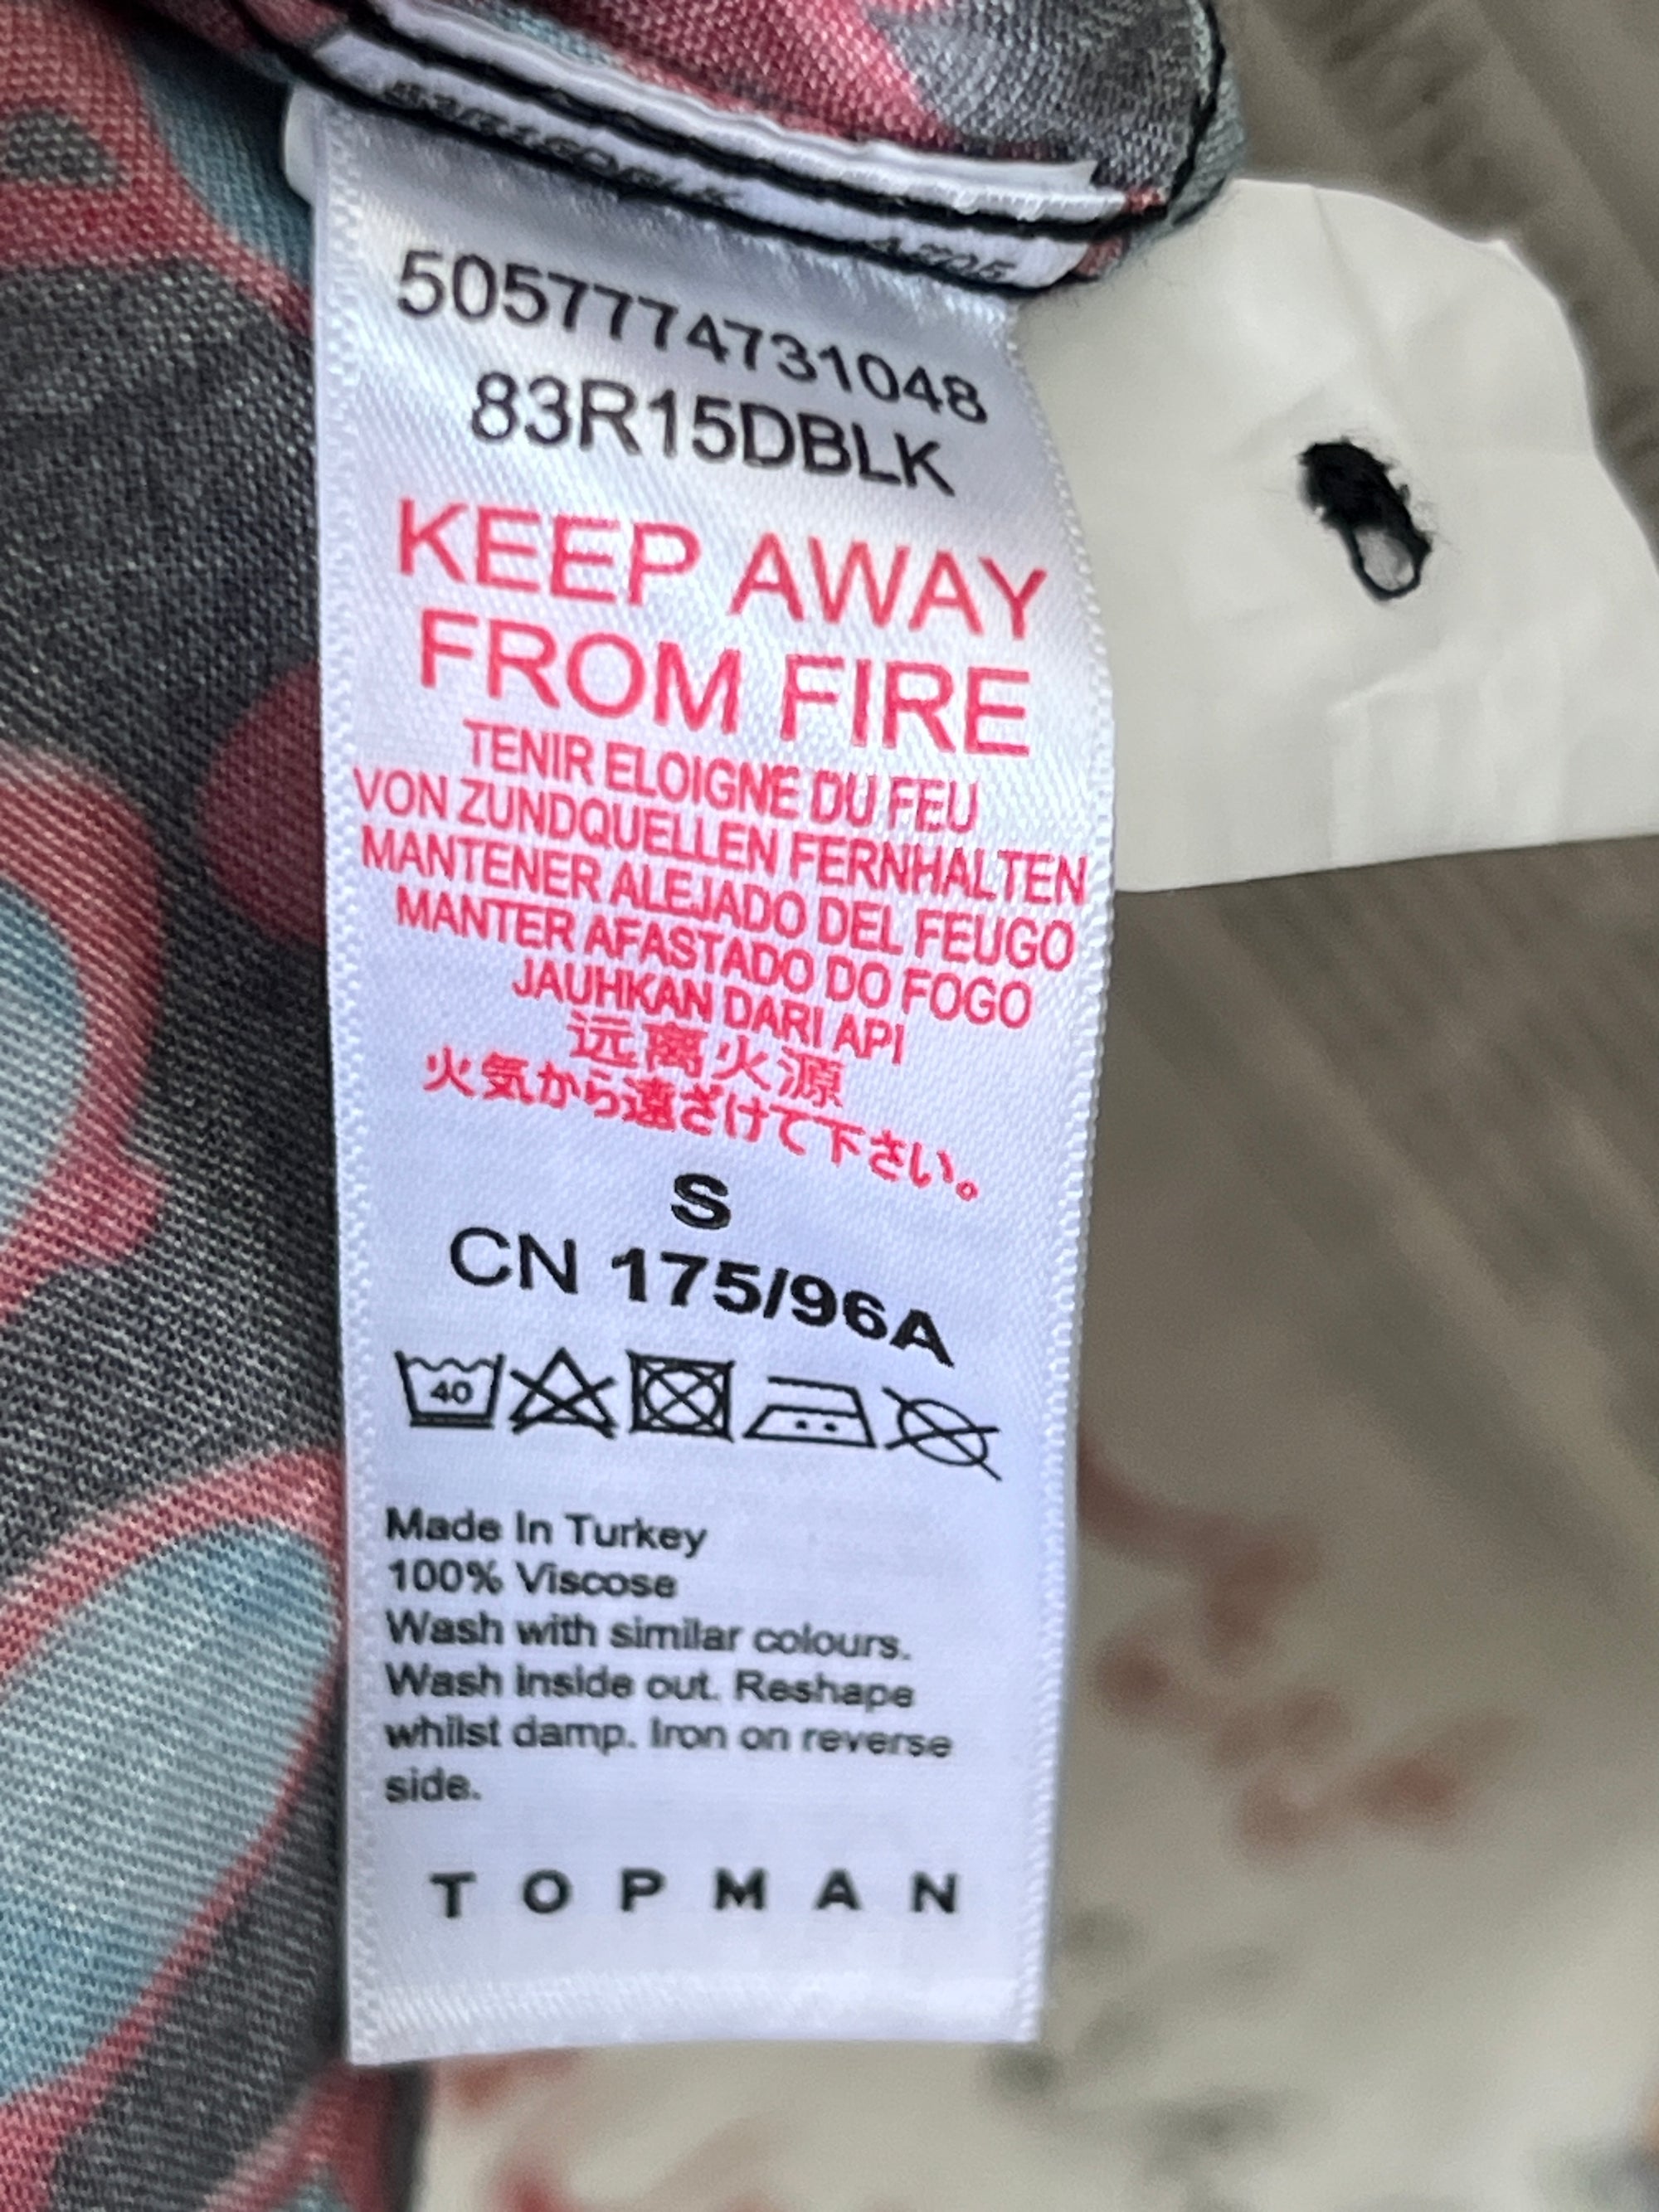 5057774731048
83R15DBLK
KEEP AWAY
FROM FIRE
TENIR ELOIGNE DU FEU
VON ZUNDQUELLEN FERNHALTEN
MANTENER ALEJADO DEL FEUGO
MANTER AFASTADO DO FOGO
JAUHKAN DARI API
远离火源
火気から遠ざけて下さい。
S
CN 175/96A
40
Made In Turkey
100% Viscose
Wash with similar colours.
Wash inside out. Reshape
whilst damp. Iron on reverse
side.
TOPMAN